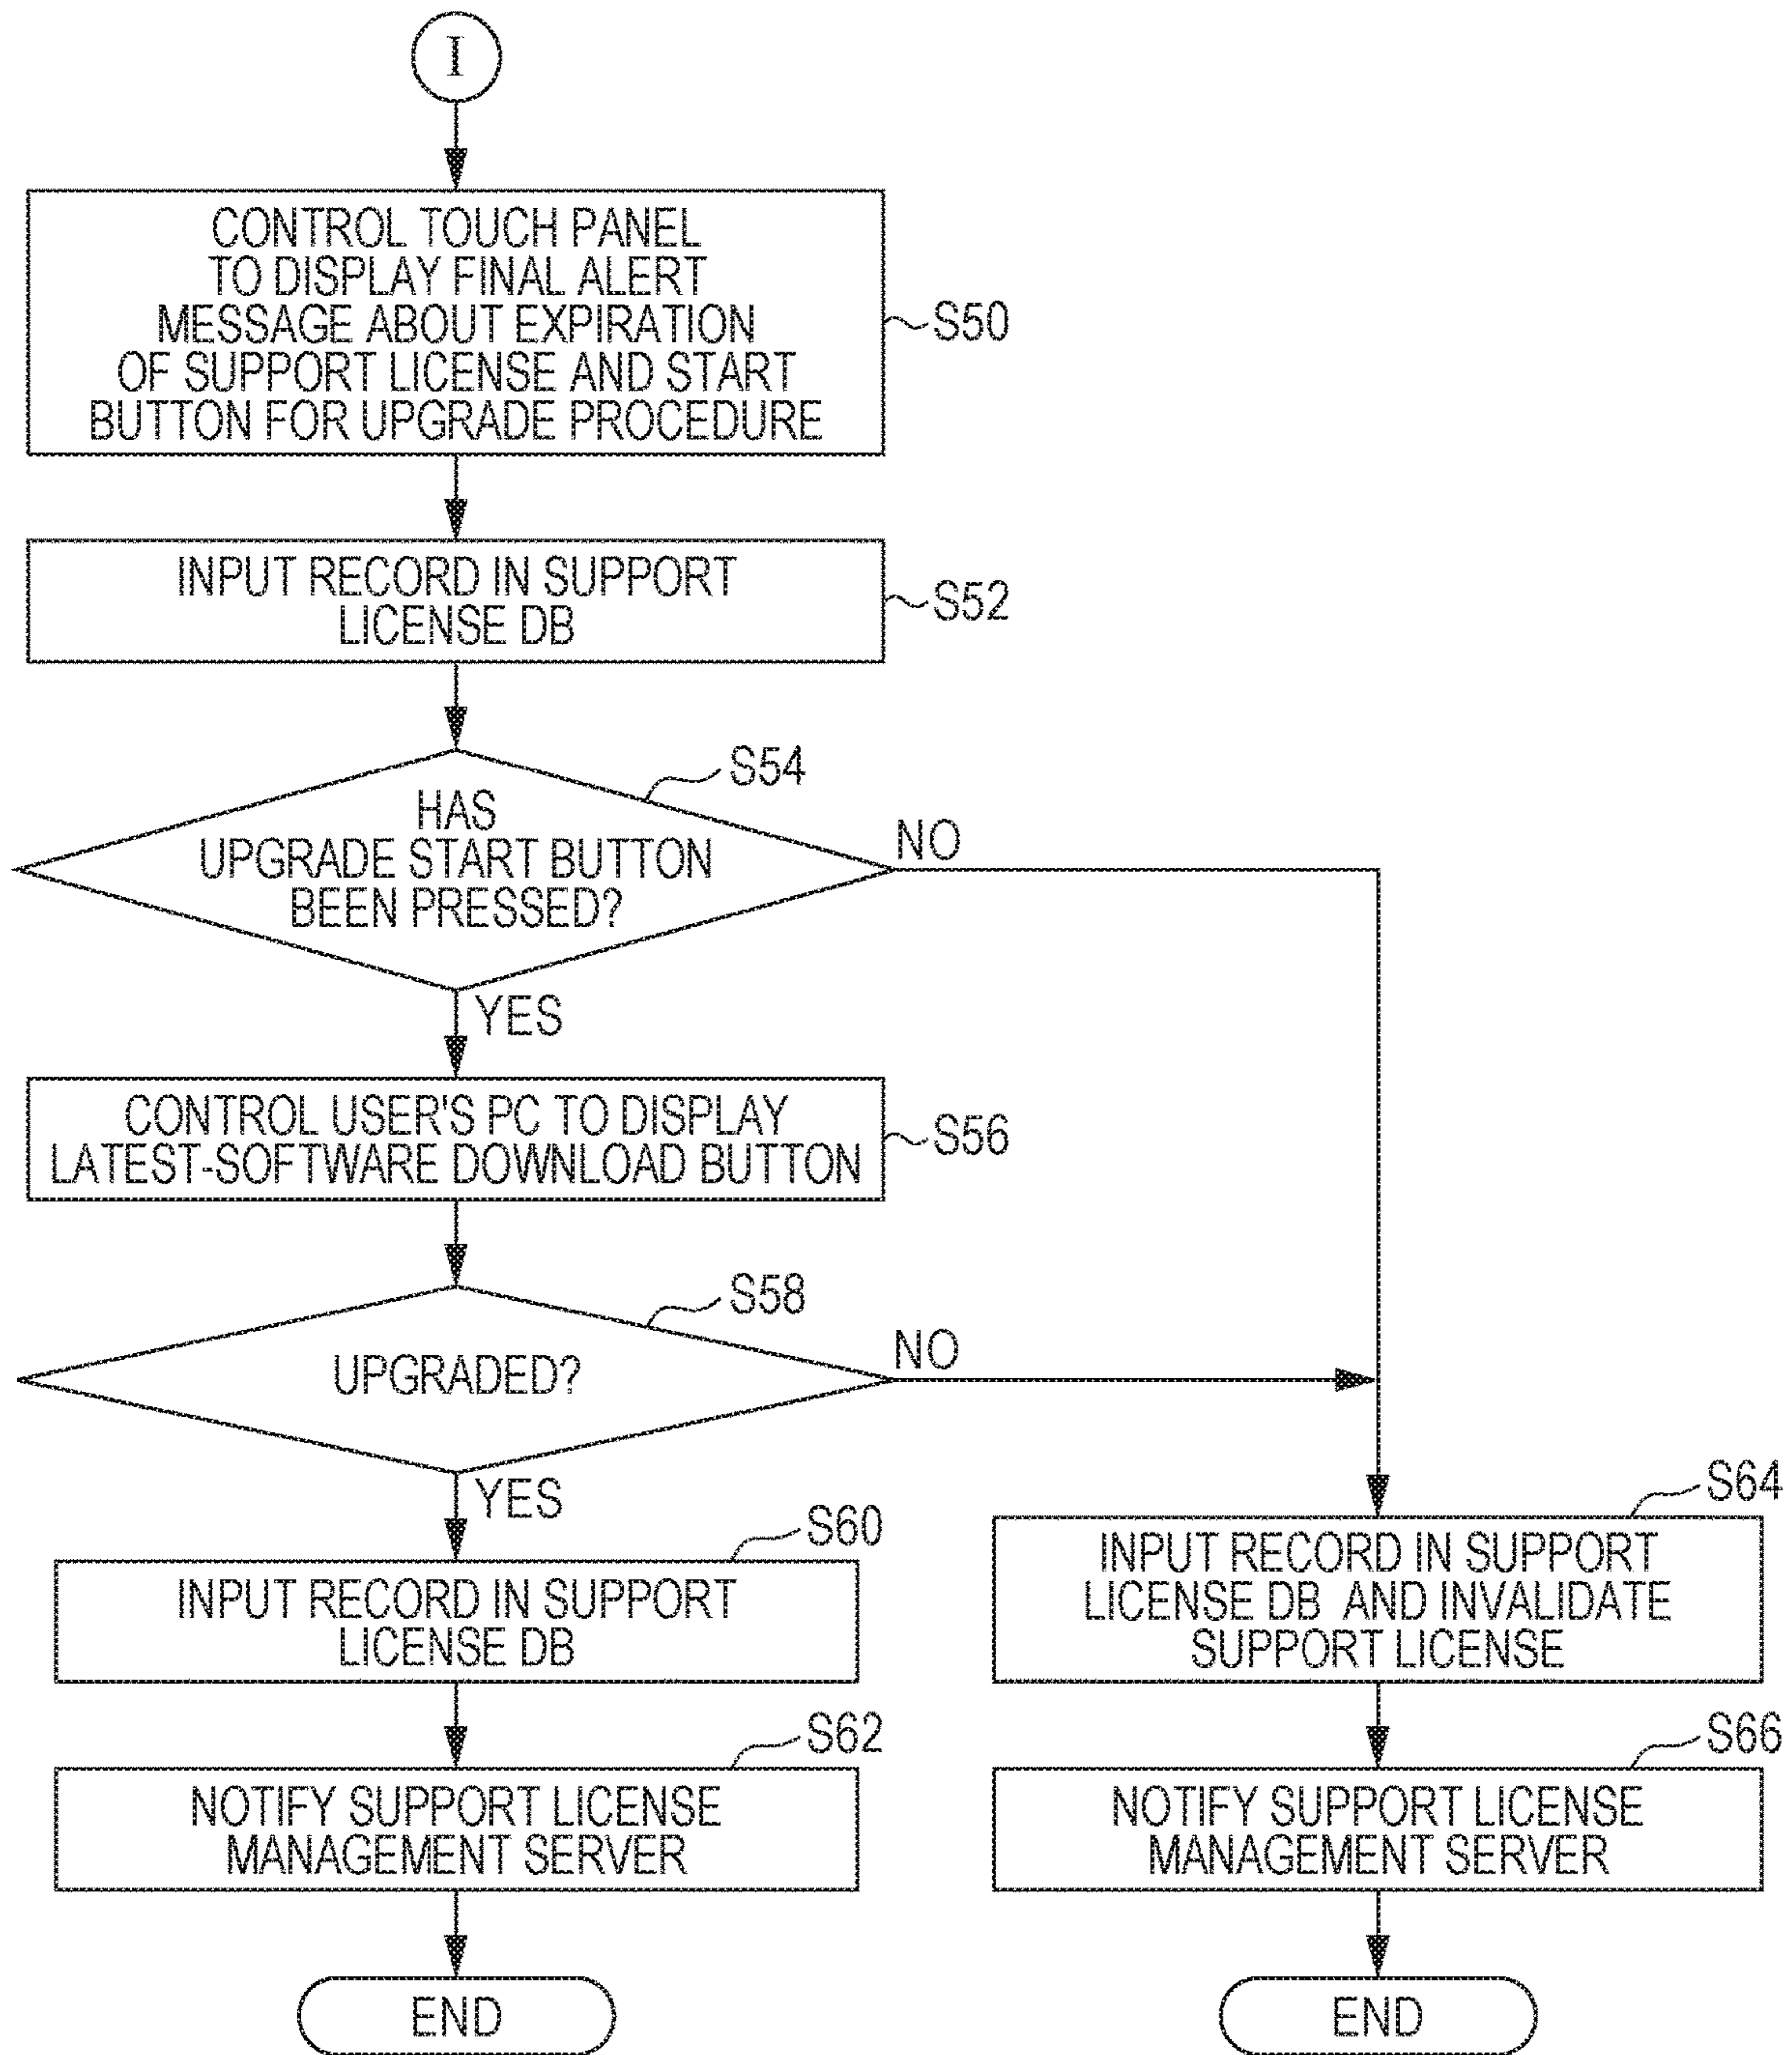 I
CONTROL TOUCH PANEL
TO DISPLAY FINAL ALERT
MESSAGE ABOUT EXPIRATION
OF SUPPORT LICENSE AND START
BUTTON FOR UPGRADE PROCEDURE
S50
INPUT RECORD IN SUPPORT
LICENSE DB
S52
S54
HAS
UPGRADE START BUTTON
BEEN PRESSED?
NO
YES
CONTROL USER'S PC TO DISPLAY
LATEST-SOFTWARE DOWNLOAD BUTTON
S56
S58
UPGRADED?
NO
YES
S60
INPUT RECORD IN SUPPORT
LICENSE DB
S62
NOTIFY SUPPORT LICENSE
MANAGEMENT SERVER
END
S64
INPUT RECORD IN SUPPORT
LICENSE DB AND INVALIDATE
SUPPORT LICENSE
S66
NOTIFY SUPPORT LICENSE
MANAGEMENT SERVER
END